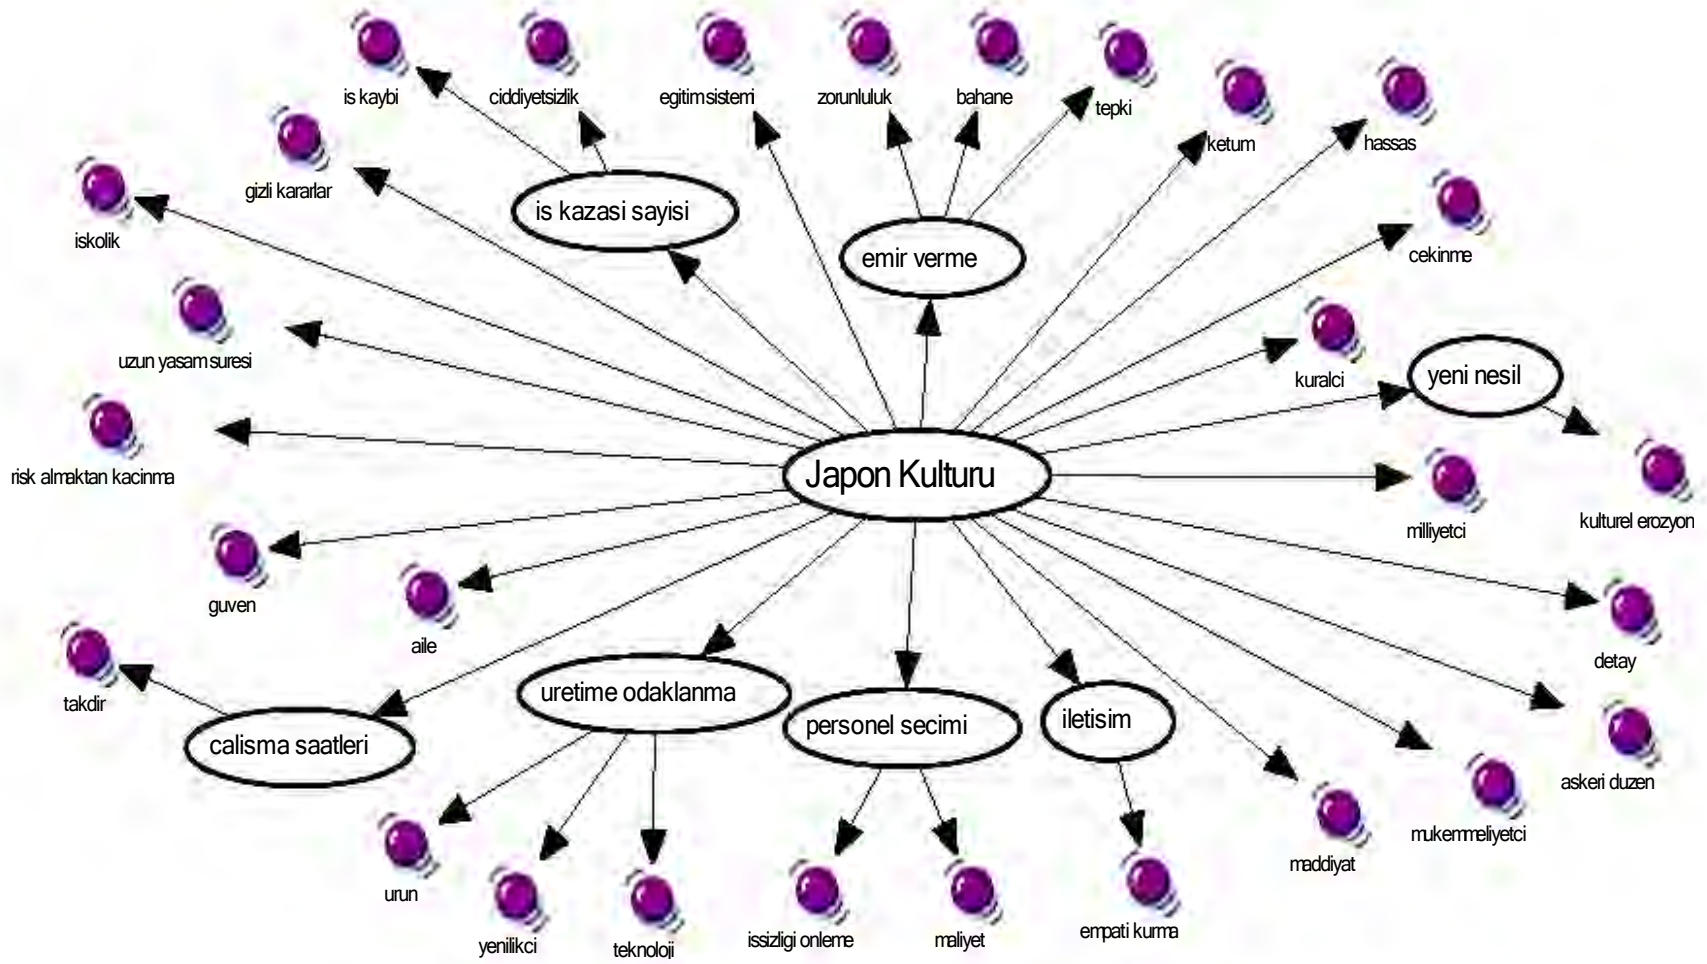 is kaybi
ciddiyetsizlik
egitim sistemi
zorunluluk
bahane
tepki
ketum
hassas
gizli kararlar
is kazasi sayisi
iskolik
emir verme
cekinme
uzun yasam suresi
kuralci
yeni nesil
risk almaktan kacinma
Japon Kulturu
milliyetci
kulturel erozyon
guven
aile
detay
takdir
calisma saatleri
uretime odaklanma
personel secimi
iletisim
askeri duzen
mukemmeliyetci
maddiyat
urun
yenilikci
teknoloji
issizligi onleme
maliyet
empati kurma